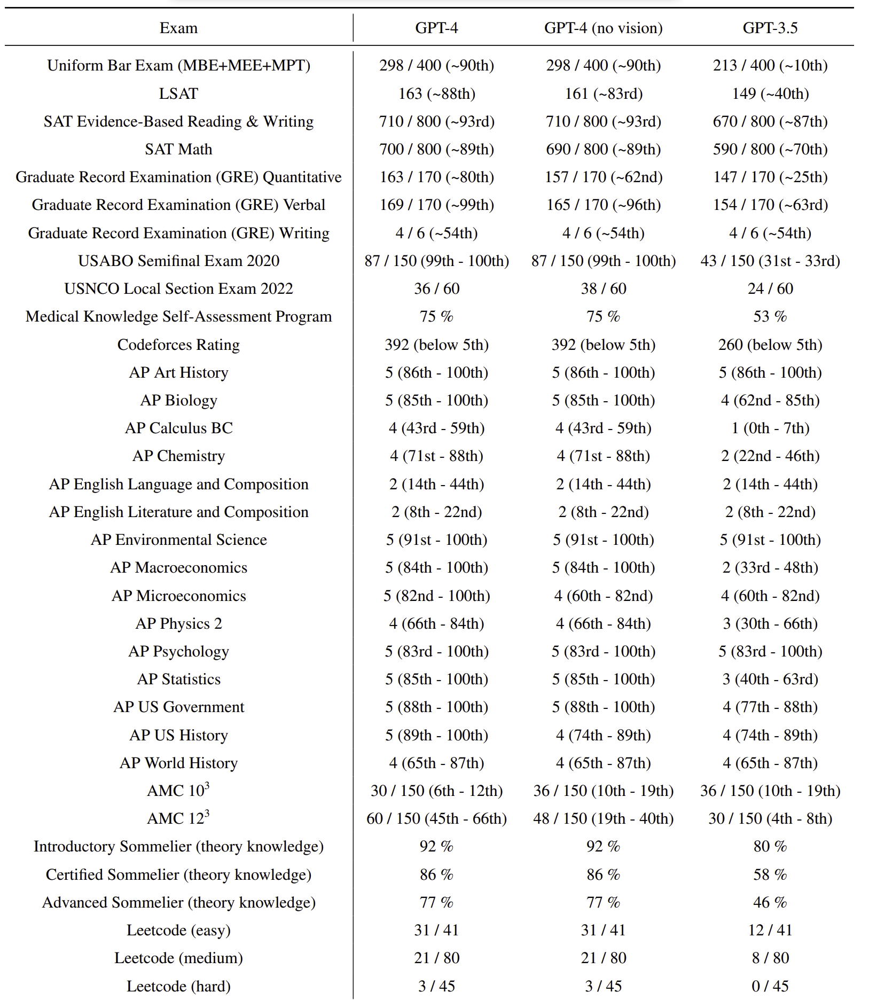 Exam GPT-4 GPT-4 (no vision) GPT-3.5
Uniform Bar Exam (MBE+MEE+MPT) 298 / 400 (~90th) 298 / 400 (~90th) 213 / 400 (~10th)
LSAT 163 (~88th) 161 (~83rd) 149 (~40th)
SAT Evidence-Based Reading & Writing 710 / 800 (~93rd) 710 / 800 (~93rd) 670 / 800 (~87th)
SAT Math 700 / 800 (~89th) 690 / 800 (~89th) 590 / 800 (~70th)
Graduate Record Examination (GRE) Quantitative 163 / 170 (~80th) 157 / 170 (~62nd) 147 / 170 (~25th)
Graduate Record Examination (GRE) Verbal 169 / 170 (~99th) 165 / 170 (~96th) 154 / 170 (~63rd)
Graduate Record Examination (GRE) Writing 4 / 6 (~54th) 4 / 6 (~54th) 4 / 6 (~54th)
USABO Semifinal Exam 2020 87 / 150 (99th - 100th) 87 / 150 (99th - 100th) 43 / 150 (31st - 33rd)
USNCO Local Section Exam 2022 36 / 60 38 / 60 24 / 60
Medical Knowledge Self-Assessment Program 75 % 75 % 53 %
Codeforces Rating 392 (below 5th) 392 (below 5th) 260 (below 5th)
AP Art History 5 (86th - 100th) 5 (86th - 100th) 5 (86th - 100th)
AP Biology 5 (85th - 100th) 5 (85th - 100th) 4 (62nd - 85th)
AP Calculus BC 4 (43rd - 59th) 4 (43rd - 59th) 1 (0th - 7th)
AP Chemistry 4 (71st - 88th) 4 (71st - 88th) 2 (22nd - 46th)
AP English Language and Composition 2 (14th - 44th) 2 (14th - 44th) 2 (14th - 44th)
AP English Literature and Composition 2 (8th - 22nd) 2 (8th - 22nd) 2 (8th - 22nd)
AP Environmental Science 5 (91st - 100th) 5 (91st - 100th) 5 (91st - 100th)
AP Macroeconomics 5 (84th - 100th) 5 (84th - 100th) 2 (33rd - 48th)
AP Microeconomics 5 (82nd - 100th) 4 (60th - 82nd) 4 (60th - 82nd)
AP Physics 2 4 (66th - 84th) 4 (66th - 84th) 3 (30th - 66th)
AP Psychology 5 (83rd - 100th) 5 (83rd - 100th) 5 (83rd - 100th)
AP Statistics 5 (85th - 100th) 5 (85th - 100th) 3 (40th - 63rd)
AP US Government 5 (88th - 100th) 5 (88th - 100th) 4 (77th - 88th)
AP US History 5 (89th - 100th) 4 (74th - 89th) 4 (74th - 89th)
AP World History 4 (65th - 87th) 4 (65th - 87th) 4 (65th - 87th)
AMC 10³ 30 / 150 (6th - 12th) 36 / 150 (10th - 19th) 36 / 150 (10th - 19th)
AMC 12³ 60 / 150 (45th - 66th) 48 / 150 (19th - 40th) 30 / 150 (4th - 8th)
Introductory Sommelier (theory knowledge) 92 % 92 % 80 %
Certified Sommelier (theory knowledge) 86 % 86 % 58 %
Advanced Sommelier (theory knowledge) 77 % 77 % 46 %
Leetcode (easy) 31 / 41 31 / 41 12 / 41
Leetcode (medium) 21 / 80 21 / 80 8 / 80
Leetcode (hard) 3 / 45 3 / 45 0 / 45